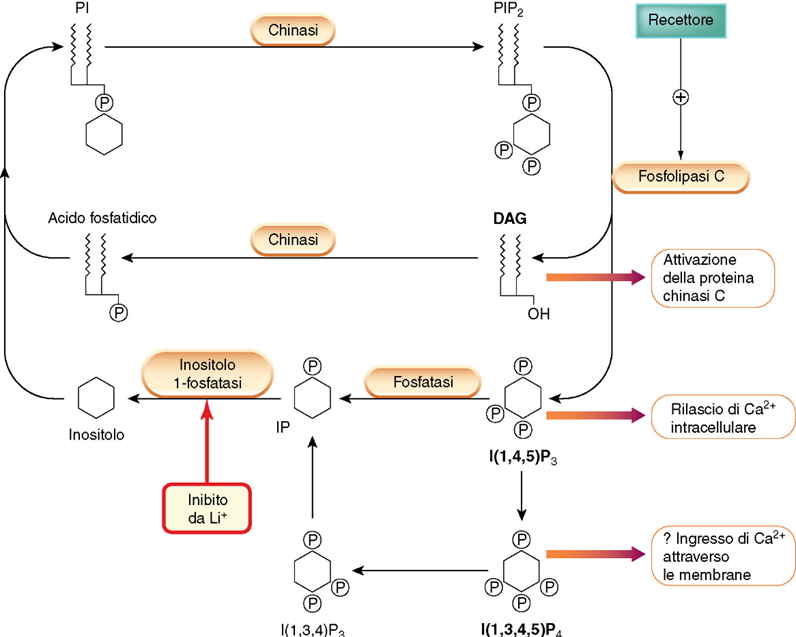 PI
Chinasi
PIP2
Recettore
P
P
P
P
+
Fosfolipasi C
Acido fosfatidico
Chinasi
DAG
P
OH
Attivazione
della proteina
chinasi C
Inositolo
1-fosfatasi
Fosfatasi
P
P
P
P
Inositolo
IP
I(1,4,5)P3
Rilascio di Ca2+
intracellulare
Inibito
da Li+
P
P
P
I(1,3,4)P3
P
P
P
P
I(1,3,4,5)P4
? Ingresso di Ca2+
attraverso
le membrane